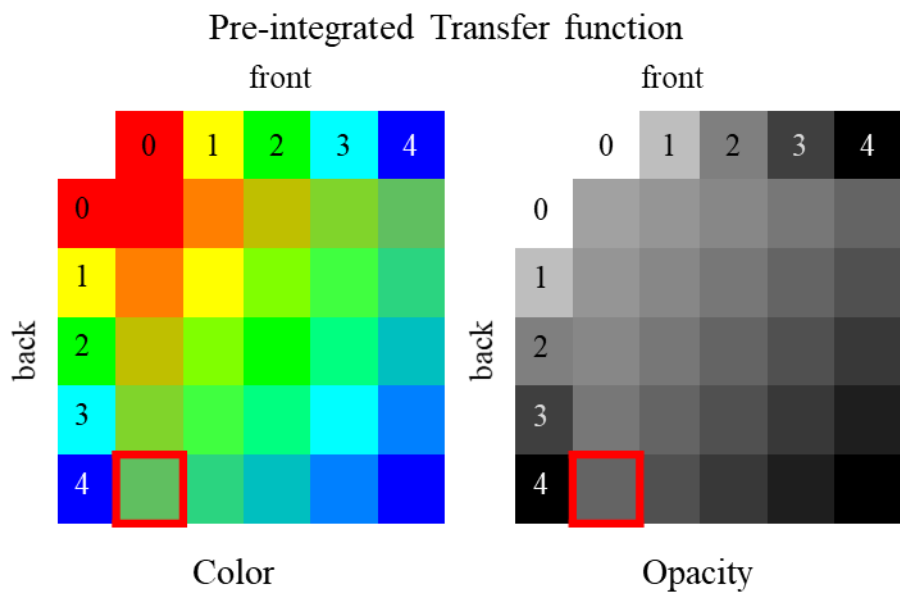 Pre-integrated Transfer function
front front
0 1 2 3 4 0 1 2 3 4
0 0
1 1
back back
2 2
3 3
4 4
Color Opacity